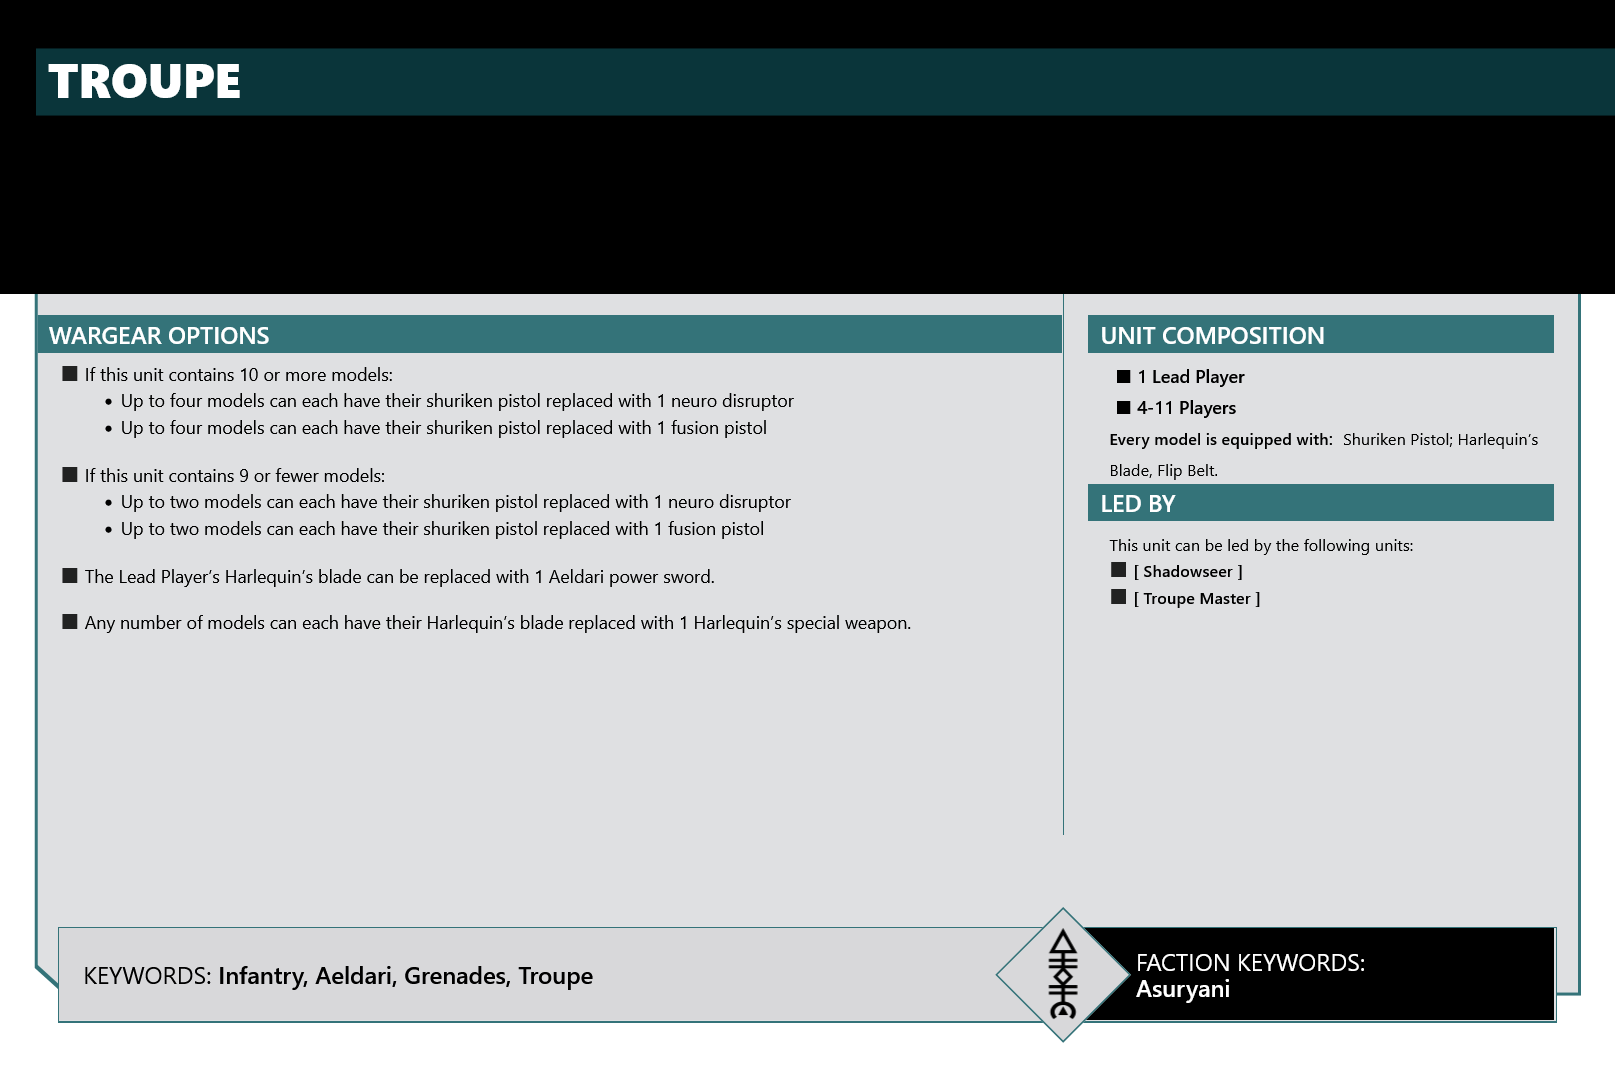 TROUPE
WARGEAR OPTIONS
■ If this unit contains 10 or more models:
• Up to four models can each have their shuriken pistol replaced with 1 neuro disruptor
• Up to four models can each have their shuriken pistol replaced with 1 fusion pistol
■ If this unit contains 9 or fewer models:
• Up to two models can each have their shuriken pistol replaced with 1 neuro disruptor
• Up to two models can each have their shuriken pistol replaced with 1 fusion pistol
■ The Lead Player’s Harlequin’s blade can be replaced with 1 Aeldari power sword.
■ Any number of models can each have their Harlequin’s blade replaced with 1 Harlequin’s special weapon.
UNIT COMPOSITION
■ 1 Lead Player
■ 4-11 Players
Every model is equipped with: Shuriken Pistol; Harlequin’s
Blade, Flip Belt.
LED BY
This unit can be led by the following units:
■ [ Shadowseer ]
■ [ Troupe Master ]
KEYWORDS: Infantry, Aeldari, Grenades, Troupe
FACTION KEYWORDS:
Asuryani